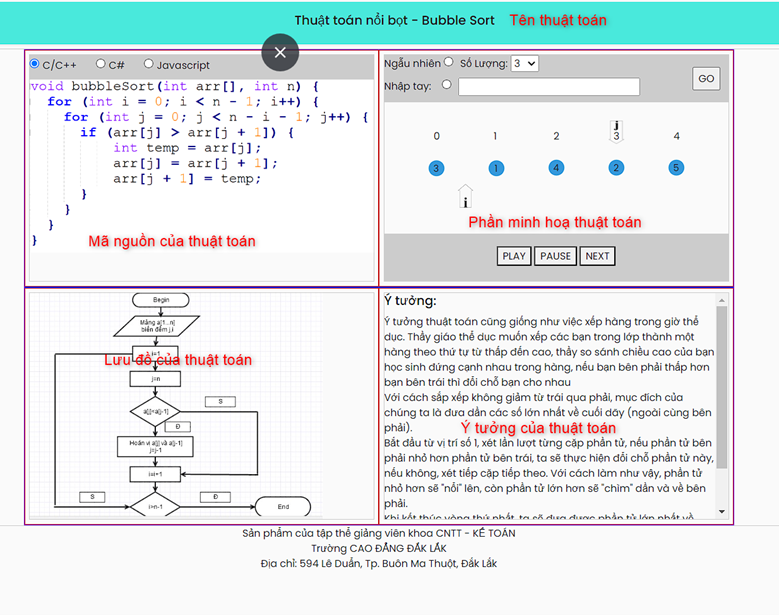 Thuật toán nổi bọt - Bubble Sort Tên thuật toán
C/C++ C# Javascript
void bubbleSort(int arr[], int n) {
for (int i = 0; i < n - 1; i++) {
for (int j = 0; j < n - i - 1; j++) {
if (arr[j] > arr[j + 1]) {
int temp = arr[j];
arr[j] = arr[j + 1];
arr[j + 1] = temp;
}
}
}
}
Mã nguồn của thuật toán
Ngẫu nhiên Số Lượng: 3
Nhập tay:
GO
j
0 1 2 3 4
3 1 4 2 5
i
Phần minh hoạ thuật toán
PLAY PAUSE NEXT
Begin
Mảng a[1..n]
biến đếm j,i
i=1
Lưu đồ của thuật toán
j=n
a[j]<a[j-1]
S
Đ
Hoán vị a[j] và a[j-1]
j=j-1
i=i+1
S
Đ
i>n-1
End
Ý tưởng:
Ý tưởng thuật toán cũng giống như việc xếp hàng trong giờ thể
dục. Thầy giáo thể dục muốn xếp các bạn trong lớp thành một
hàng theo thứ tự từ thấp đến cao, thầy so sánh chiều cao của bạn
học sinh đứng cạnh nhau trong hàng, nếu bạn bên phải thấp hơn
bạn bên trái thì đổi chỗ bạn cho nhau
Với cách sắp xếp không giảm từ trái qua phải, mục đích của
chúng ta là đưa dần các số lớn nhất về cuối dãy (ngoài cùng bên
phải).
Ý tưởng của thuật toán
Bắt đầu từ vị trí số 1, xét lần lượt từng cặp phần tử, nếu phần tử bên
phải nhỏ hơn phần tử bên trái, ta sẽ thực hiện đổi chỗ phần tử này,
nếu không, xét tiếp cặp tiếp theo. Với cách làm như vậy, phần tử
nhỏ hơn sẽ "nổi" lên, còn phần tử lớn hơn sẽ "chìm" dần và về bên
phải.
Khi kết thúc vòng thứ nhất, ta sẽ đưa được phần tử lớn nhất về
Sản phẩm của tập thể giảng viên khoa CNTT - KẾ TOÁN
Trường CAO ĐẲNG ĐẮK LẮK
Địa chỉ: 594 Lê Duẩn, Tp. Buôn Ma Thuột, Đắk Lắk